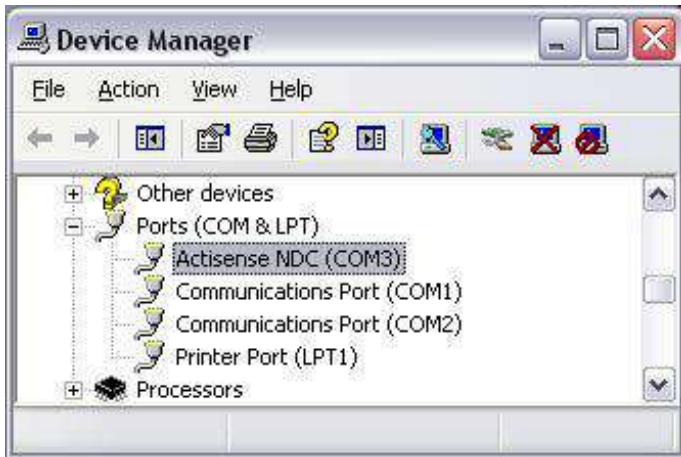 Device Manager
File Action View Help
Other devices
Ports (COM & LPT)
Actisense NDC (COM3)
Communications Port (COM1)
Communications Port (COM2)
Printer Port (LPT1)
Processors